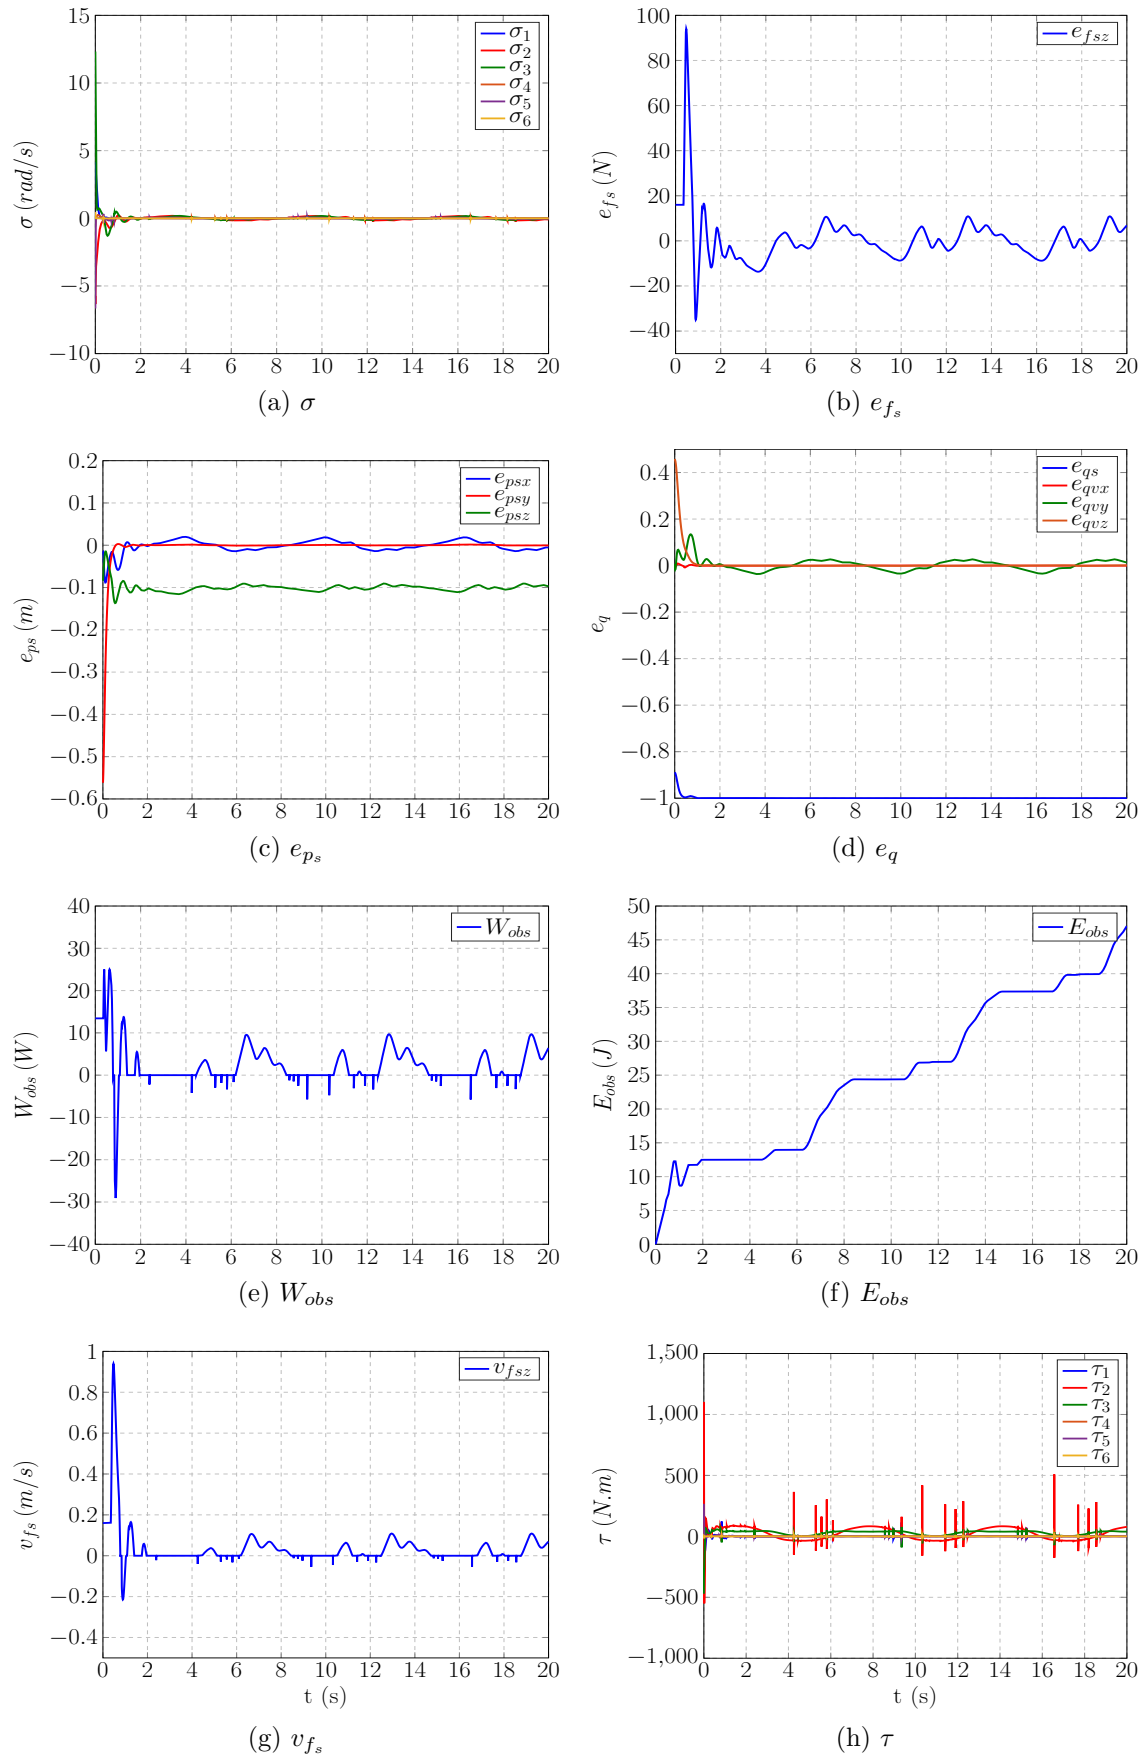 15
10
5
0
−5
−10
σ (rad/s)
σ1
σ2
σ3
σ4
σ5
σ6
0 2 4 6 8 10 12 14 16 18 20
(a) σ
100
80
60
40
20
0
−20
−40
e_fs (N)
e_fsz
0 2 4 6 8 10 12 14 16 18 20
(b) e_fs
0.2
0.1
0
−0.1
−0.2
−0.3
−0.4
−0.5
−0.6
e_ps (m)
e_psx
e_psy
e_psz
0 2 4 6 8 10 12 14 16 18 20
(c) e_ps
0.4
0.2
0
−0.2
−0.4
−0.6
−0.8
−1
e_q
e_qs
e_qvx
e_qvy
e_qvz
0 2 4 6 8 10 12 14 16 18 20
(d) e_q
40
30
20
10
0
−10
−20
−30
−40
W_obs (W)
W_obs
0 2 4 6 8 10 12 14 16 18 20
(e) W_obs
50
45
40
35
30
25
20
15
10
5
0
E_obs (J)
E_obs
0 2 4 6 8 10 12 14 16 18 20
(f) E_obs
1
0.8
0.6
0.4
0.2
0
−0.2
−0.4
v_fs (m/s)
v_fsz
0 2 4 6 8 10 12 14 16 18 20
t (s)
(g) v_fs
1,500
1,000
500
0
−500
−1,000
τ (N.m)
τ1
τ2
τ3
τ4
τ5
τ6
0 2 4 6 8 10 12 14 16 18 20
t (s)
(h) τ